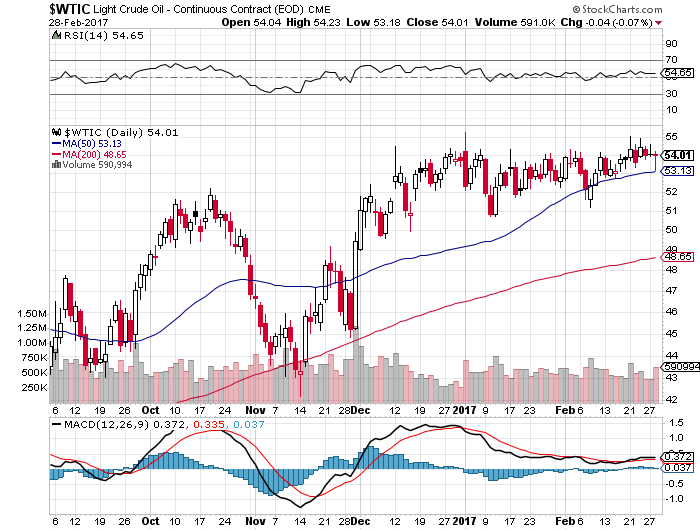 $WTIC Light Crude Oil - Continuous Contract (EOD) CME
© StockCharts.com
28-Feb-2017
Open 54.04 High 54.23 Low 53.18 Close 54.01 Volume 591.0K Chg -0.04 (-0.07%)
RSI(14) 54.65
90
70
54.65
50
30
10
$WTIC (Daily) 54.01
MA(50) 53.13
MA(200) 48.65
Volume 590,994
55
54.01
53.13
52
51
50
49
48.65
48
47
46
45
44
43
42
1.50M
1.25M
1.00M
750K
500K
250K
590994
6 12 19 26 Oct 10 17 24 Nov 7 14 21 28 Dec 12 19 27 2017 9 17 23 Feb 6 13 21 27
MACD(12,26,9) 0.372, 0.335, 0.037
1.5
1.0
0.372
0.037
-0.5
-1.0
6 12 19 26 Oct 10 17 24 Nov 7 14 21 28 Dec 12 19 27 2017 9 17 23 Feb 6 13 21 27